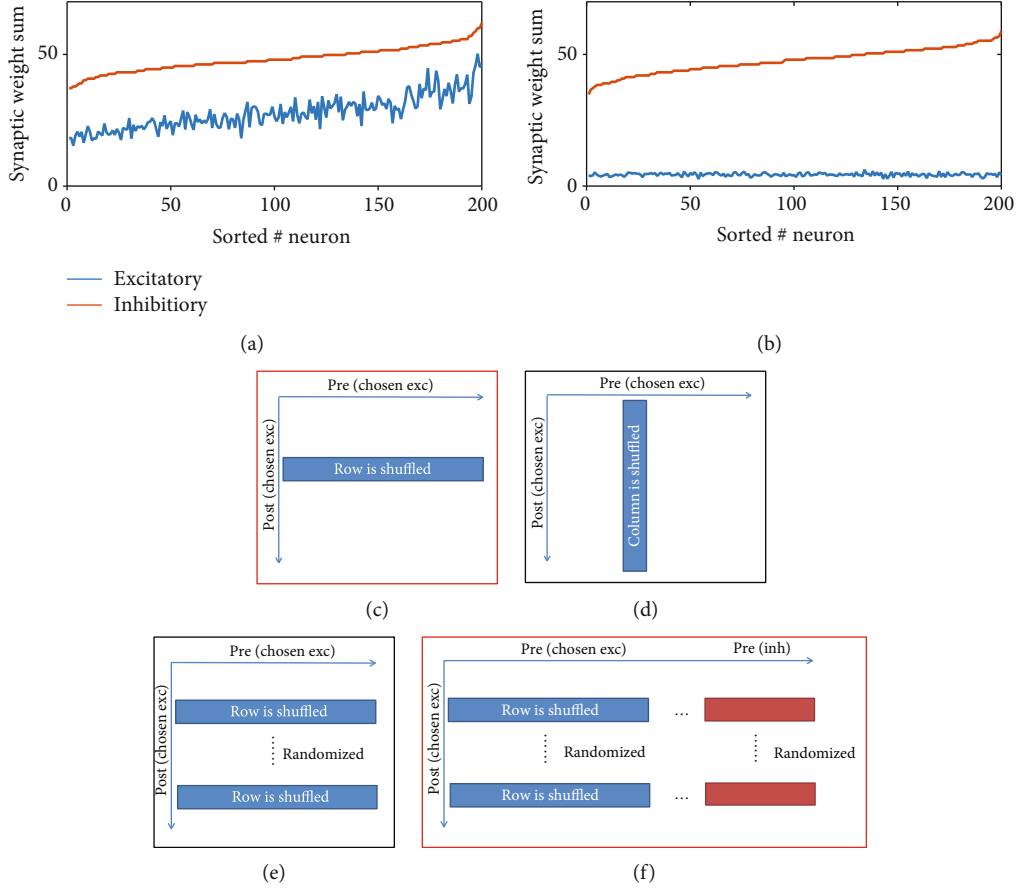 Synaptic weight sum
50
0
0
50
100
150
200
Sorted # neuron
Excitatory
Inhibitiory
(a)
Synaptic weight sum
50
0
0
50
100
150
200
Sorted # neuron
(b)
Pre (chosen exc)
Post (chosen exc)
Row is shuffled
(c)
Pre (chosen exc)
Post (chosen exc)
Column is shuffled
(d)
Pre (chosen exc)
Post (chosen exc)
Row is shuffled
Randomized
Row is shuffled
(e)
Pre (chosen exc)
Pre (inh)
Post (chosen exc)
Row is shuffled
...
Randomized
Randomized
Row is shuffled
...
(f)